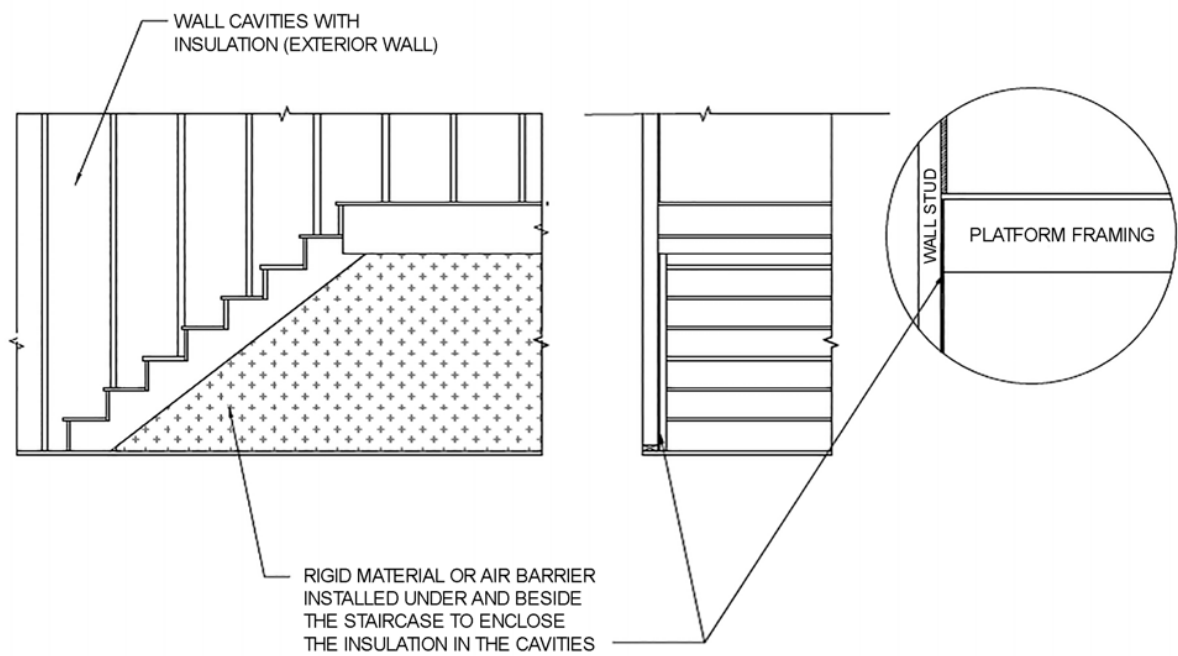 WALL CAVITIES WITH
INSULATION (EXTERIOR WALL)
WALL STUD
PLATFORM FRAMING
RIGID MATERIAL OR AIR BARRIER
INSTALLED UNDER AND BESIDE
THE STAIRCASE TO ENCLOSE
THE INSULATION IN THE CAVITIES